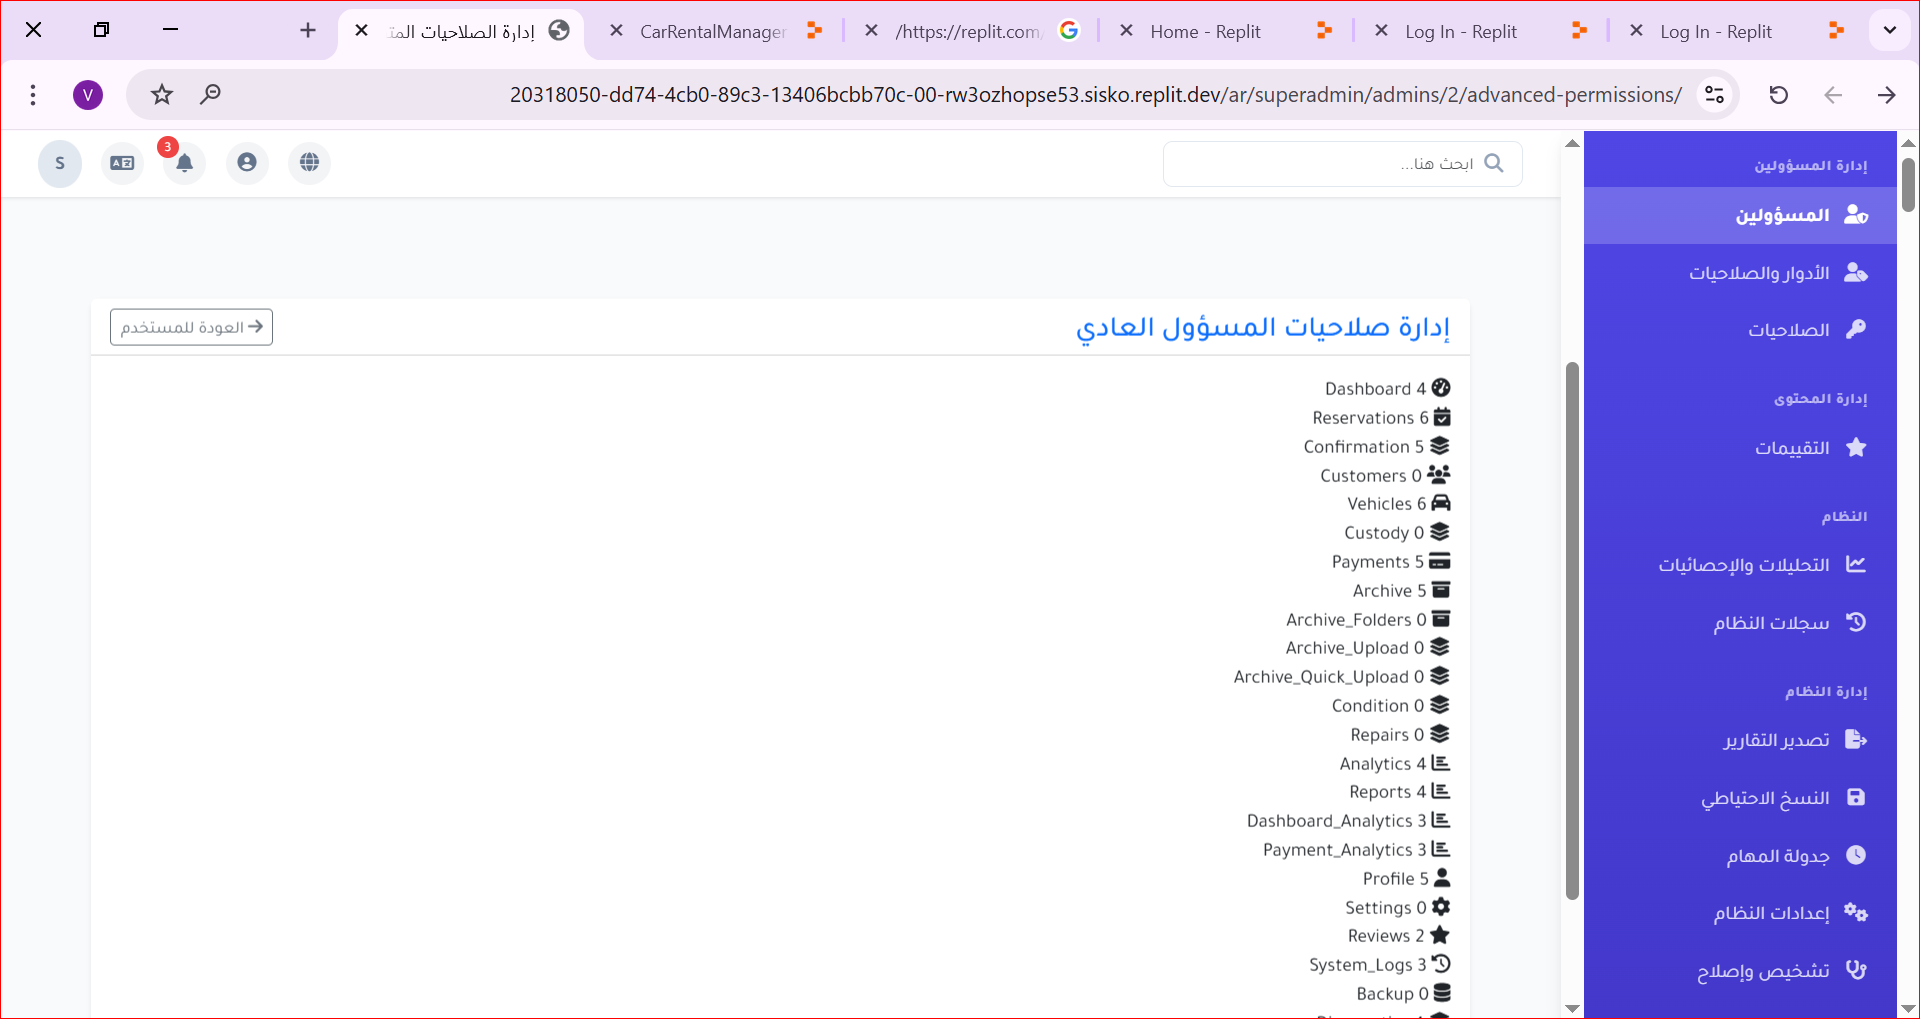 إدارة الصلاحيات المت
CarRentalManager
https://replit.com/
Home - Replit
Log In - Replit
Log In - Replit
V
20318050-dd74-4cb0-89c3-13406bcbb70c-00-rw3ozhopse53.sisko.replit.dev/ar/superadmin/admins/2/advanced-permissions/
ابحث هنا...
3
S
إدارة المسؤولين
المسؤولين
الأدوار والصلاحيات
الصلاحيات
إدارة المحتوى
التقييمات
النظام
التحليلات والإحصائيات
سجلات النظام
إدارة النظام
تصدير التقارير
النسخ الاحتياطي
جدولة المهام
إعدادات النظام
تشخيص وإصلاح
إدارة صلاحيات المسؤول العادي
العودة للمستخدم
Dashboard 4
Reservations 6
Confirmation 5
Customers 0
Vehicles 6
Custody 0
Payments 5
Archive 5
Archive_Folders 0
Archive_Upload 0
Archive_Quick_Upload 0
Condition 0
Repairs 0
Analytics 4
Reports 4
Dashboard_Analytics 3
Payment_Analytics 3
Profile 5
Settings 0
Reviews 2
System_Logs 3
Backup 0